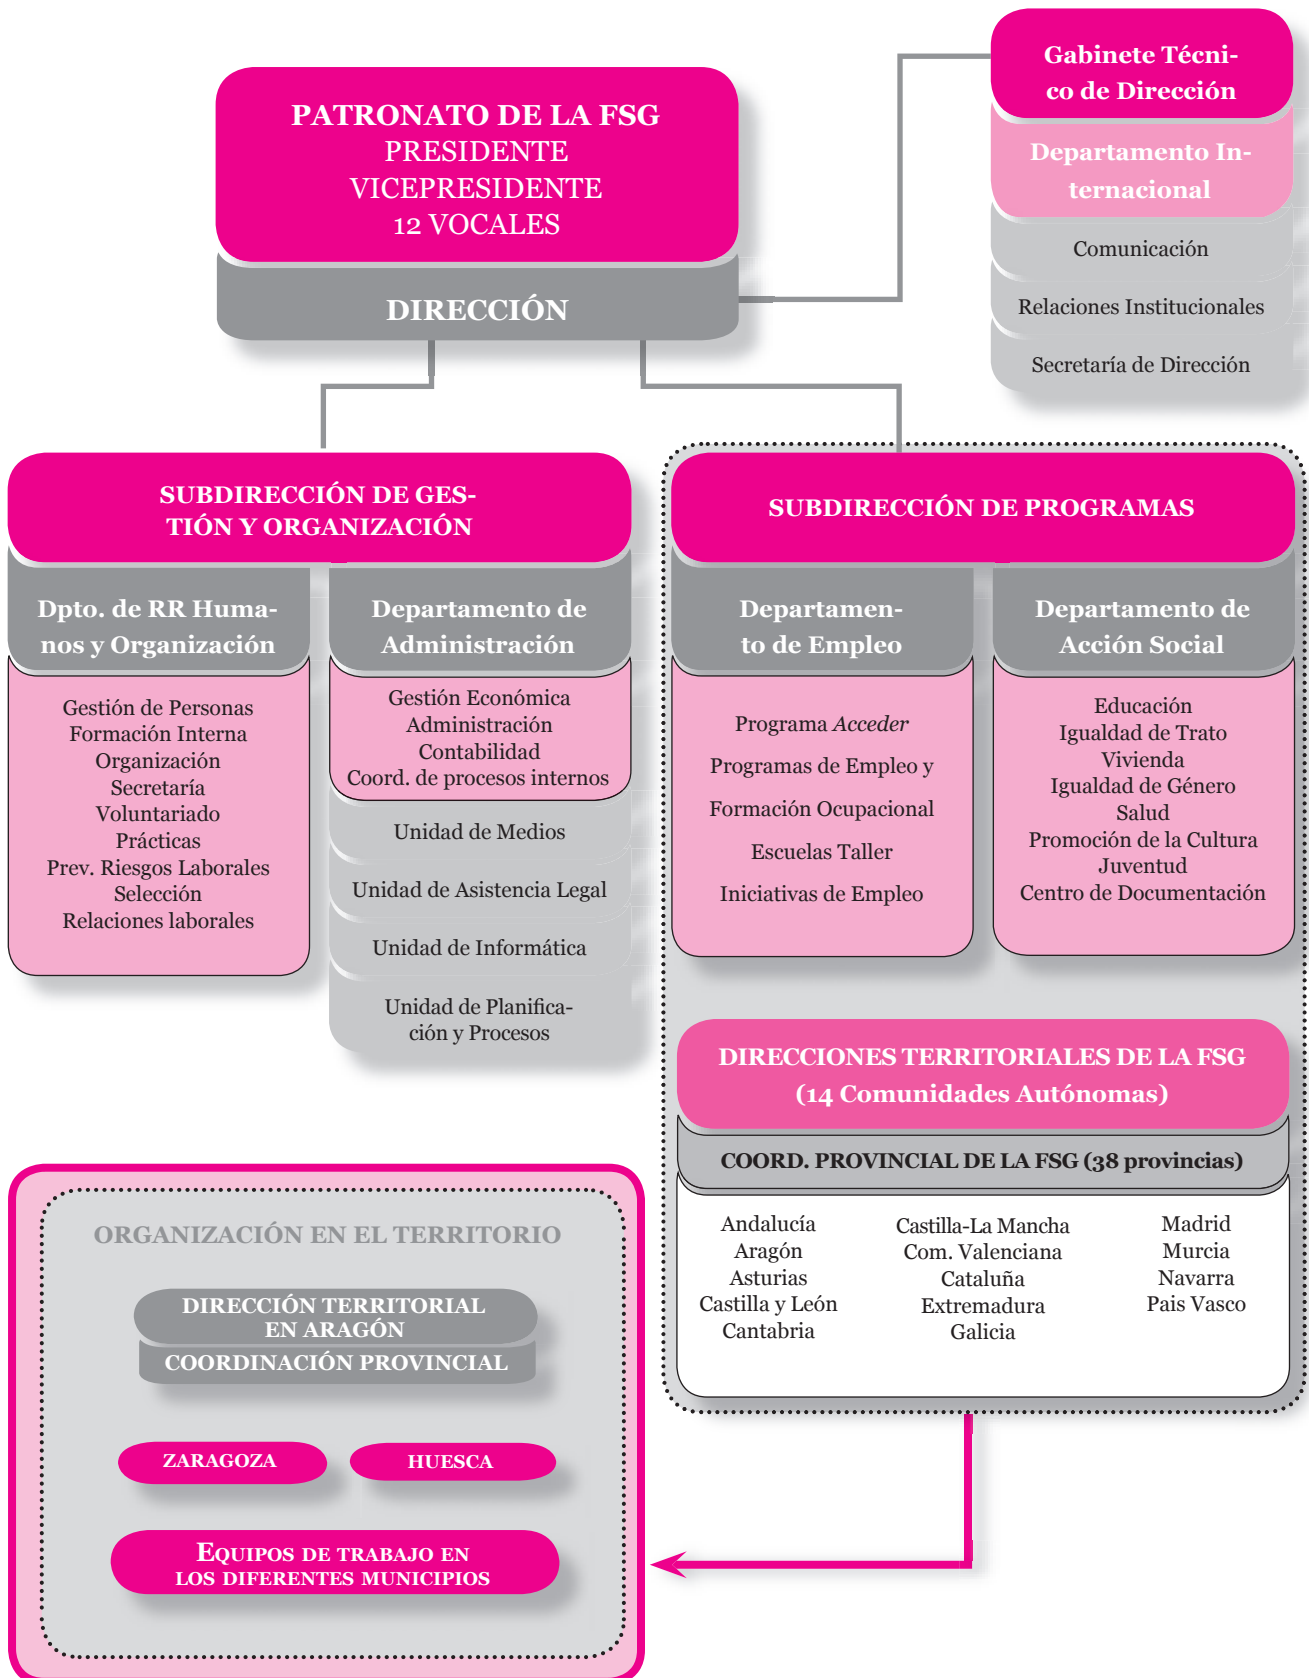 PATRONATO DE LA FSG
PRESIDENTE
VICEPRESIDENTE
12 VOCALES
DIRECCIÓN
Gabinete Técni-
co de Dirección
Departamento In-
ternacional
Comunicación
Relaciones Institucionales
Secretaría de Dirección
SUBDIRECCIÓN DE GES-
TIÓN Y ORGANIZACIÓN
Dpto. de RR Huma-
nos y Organización
Gestión de Personas
Formación Interna
Organización
Secretaría
Voluntariado
Prácticas
Prev. Riesgos Laborales
Selección
Relaciones laborales
Departamento de
Administración
Gestión Económica
Administración
Contabilidad
Coord. de procesos internos
Unidad de Medios
Unidad de Asistencia Legal
Unidad de Informática
Unidad de Planifica-
ción y Procesos
SUBDIRECCIÓN DE PROGRAMAS
Departamen-
to de Empleo
Programa Acceder
Programas de Empleo y
Formación Ocupacional
Escuelas Taller
Iniciativas de Empleo
Departamento de
Acción Social
Educación
Igualdad de Trato
Vivienda
Igualdad de Género
Salud
Promoción de la Cultura
Juventud
Centro de Documentación
DIRECCIONES TERRITORIALES DE LA FSG
(14 Comunidades Autónomas)
COORD. PROVINCIAL DE LA FSG (38 provincias)
Andalucía
Aragón
Asturias
Castilla y León
Cantabria
Castilla-La Mancha
Com. Valenciana
Cataluña
Extremadura
Galicia
Madrid
Murcia
Navarra
Pais Vasco
ORGANIZACIÓN EN EL TERRITORIO
DIRECCIÓN TERRITORIAL
EN ARAGÓN
COORDINACIÓN PROVINCIAL
ZARAGOZA
HUESCA
EQUIPOS DE TRABAJO EN
LOS DIFERENTES MUNICIPIOS